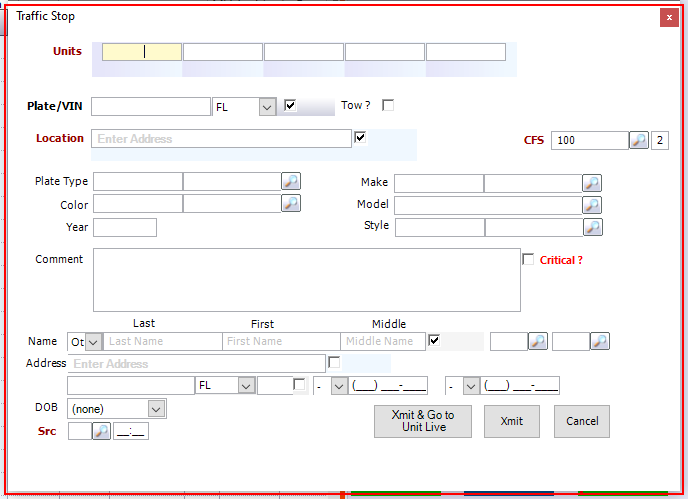 Traffic Stop x
Units
Plate/VIN FL Tow ?
Location Enter Address CFS 100 2
Plate Type Make
Color Model
Year Style
Comment Critical ?
Last First Middle
Name Ot Last Name First Name Middle Name
Address Enter Address
FL - (___) ___-____ - (___) ___-____
DOB (none)
Xmit & Go to
Unit Live Xmit Cancel
Src __:__